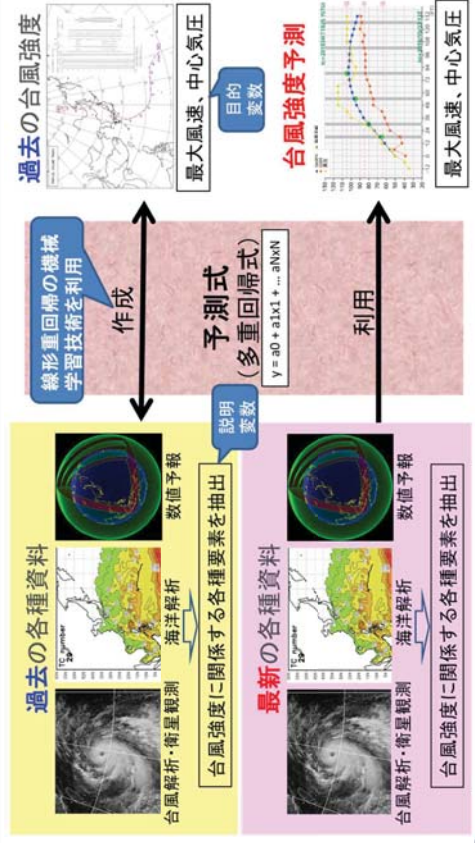 過去の各種資料
TC_number
29
台風解析・衛星観測
海洋解析
数値予報
台風強度に関係する各種要素を抽出
説明
変数
線形重回帰の機械
学習技術を利用
作成
予測式
(多重回帰式)
y = a0 + a1x1 + ... aNxN
過去の台風強度
最大風速、中心気圧
目的
変数
最新の各種資料
TC_number
29
台風解析・衛星観測
海洋解析
数値予報
台風強度に関係する各種要素を抽出
利用
台風強度予測
最大風速、中心気圧